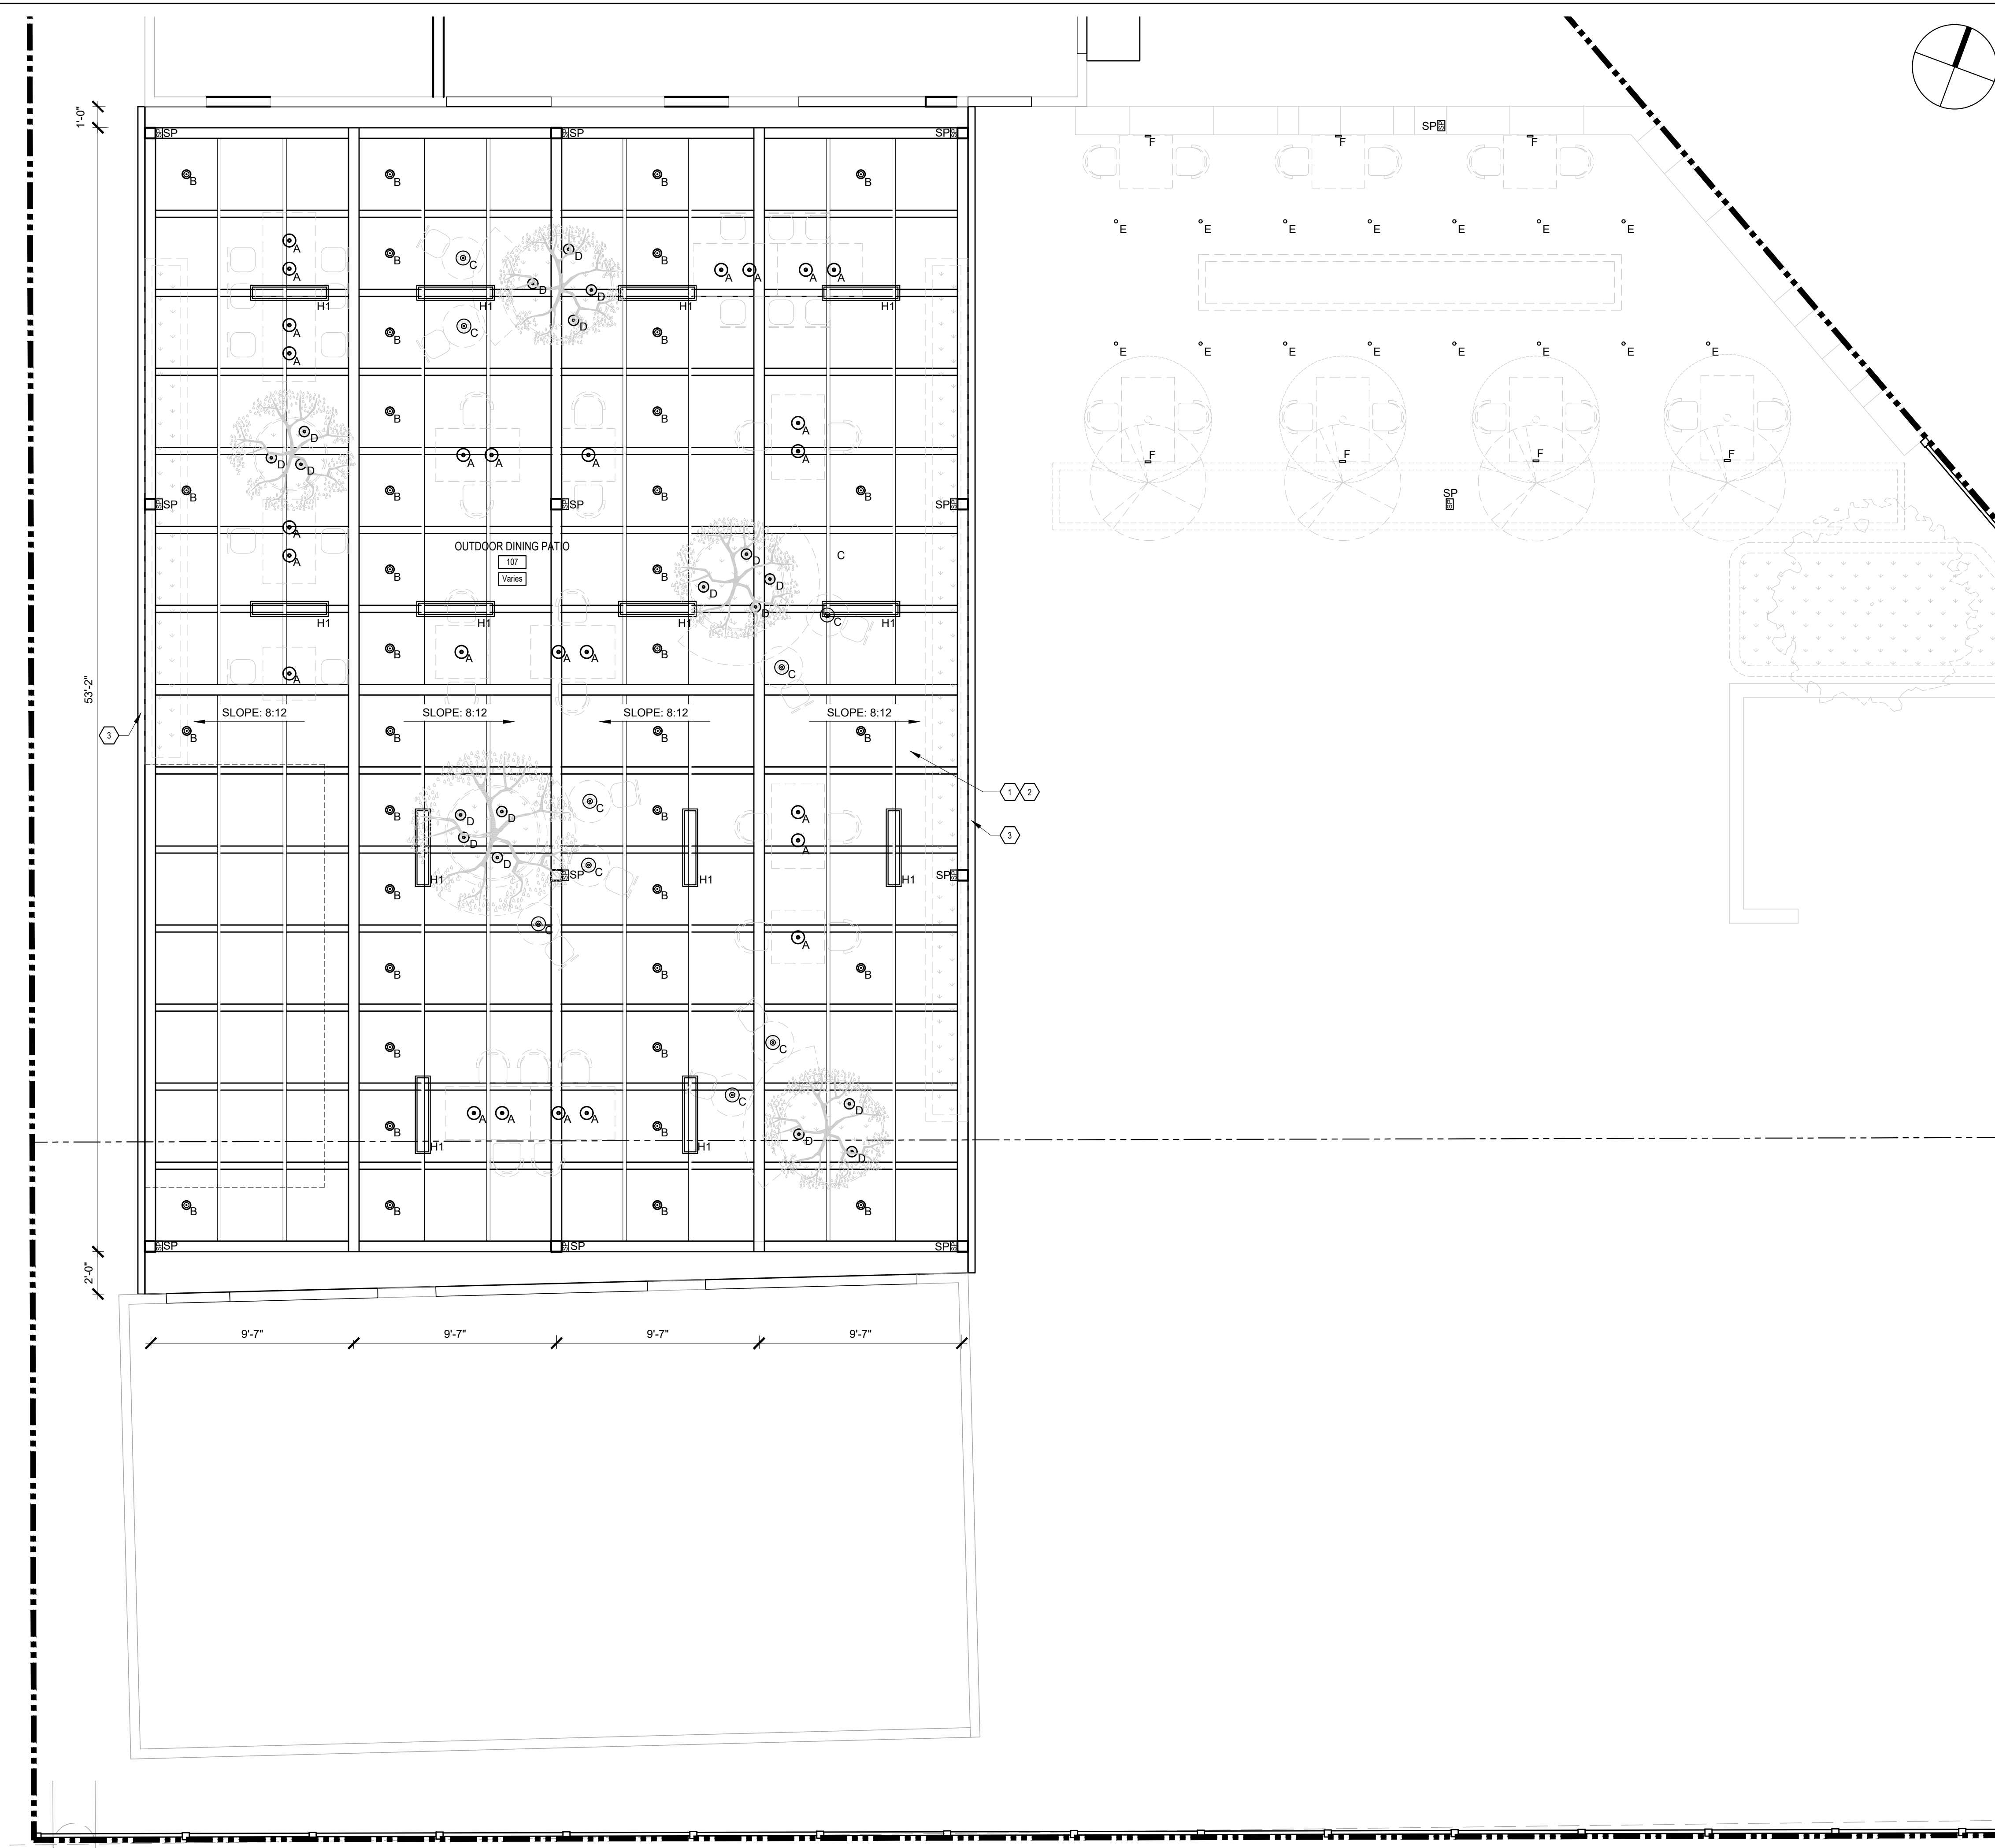 1'-0"
SP SP SP SP
F F F
B B B B
E E E E E E E
A D
B C B
A A A A A
D D
H1 H1 H1 H1
D
A C
E E E E E E E E
A
B B
B B
A
D
A A A A
F F F F
D D
B B B B
SP
SP SP SP
A
OUTDOOR DINING PATIO
107
Varies
A
C
D
B B
D
D
D
H1 H1 H1 H1
C
B B
A A A
C
A
53'-2"
SLOPE: 8:12 SLOPE: 8:12 SLOPE: 8:12 SLOPE: 8:12
3
B B B B
1 2
C
B D D B A
3
D A
D
C
SP SP
H1 H1 H1
B B
C
A
B B B
C
B B
C
D
A A A A
B B
D
H1 H1
D
B B B B
SP SP SP
2'-0"
9'-7" 9'-7" 9'-7" 9'-7"